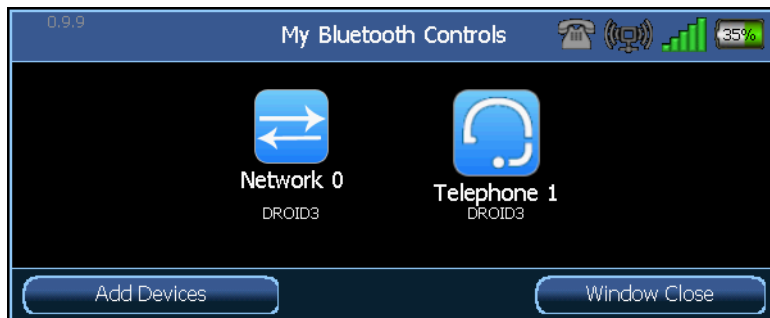 0.9.9
My Bluetooth Controls
35%
Network 0
DROID3
Telephone 1
DROID3
Add Devices
Window Close